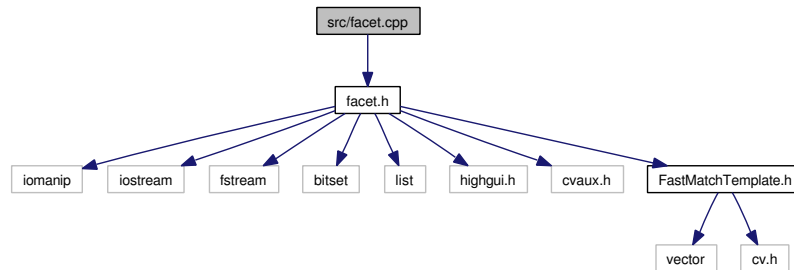 src/facet.cpp
facet.h
iomanip
iostream
fstream
bitset
list
highgui.h
cvaux.h
FastMatchTemplate.h
vector
cv.h